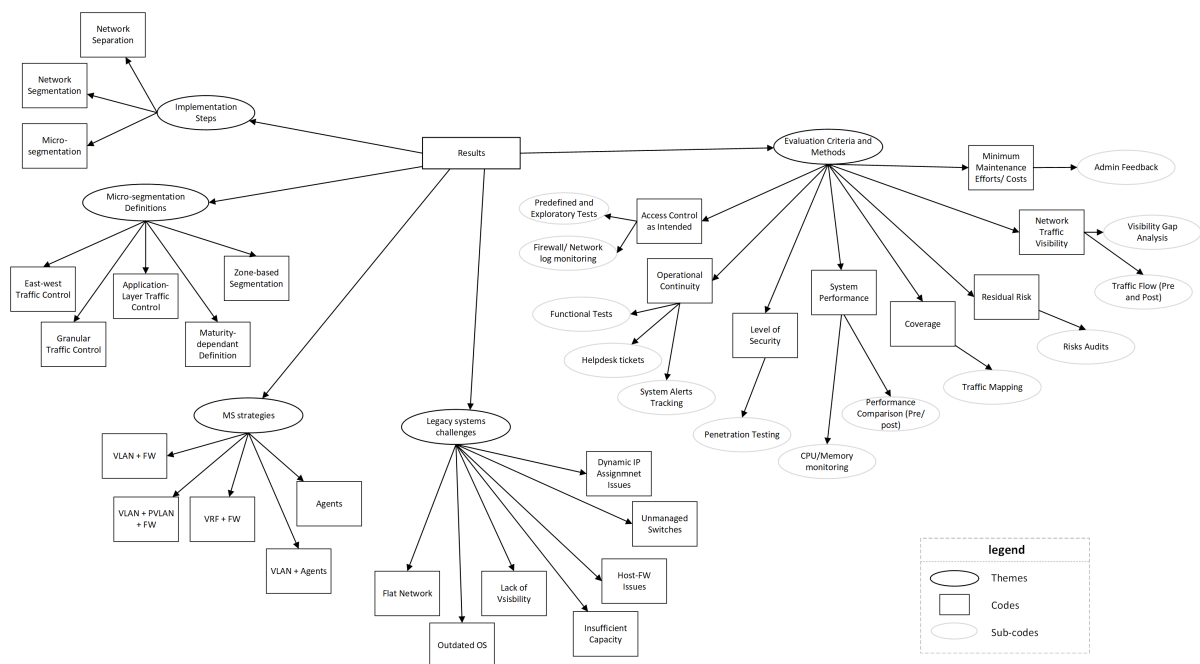 Network
Separation
Network
Segmentation
Micro-
segmentation
Implementation
Steps
Results
Micro-segmentation
Definitions
East-west
Traffic Control
Granular
Traffic Control
Application-
Layer Traffic
Control
Maturity-
dependant
Definition
Zone-based
Segmentation
MS strategies
VLAN + FW
VLAN + PVLAN
+ FW
VRF + FW
VLAN + Agents
Agents
Legacy systems
challenges
Flat Network
Outdated OS
Lack of
Vsisbility
Insufficient
Capacity
Host-FW
Issues
Unmanaged
Switches
Dynamic IP
Assignmnet
Issues
Evaluation Criteria and
Methods
Minimum
Maintenance
Efforts/ Costs
Admin Feedback
Network
Traffic
Visibility
Visibility Gap
Analysis
Traffic Flow (Pre
and Post)
Residual Risk
Risks Audits
Coverage
Traffic Mapping
System
Performance
Performance
Comparison (Pre/
post)
CPU/Memory
monitoring
Level of
Security
Penetration Testing
Operational
Continuity
Functional Tests
Helpdesk tickets
System Alerts
Tracking
Access Control
as Intended
Predefined and
Exploratory Tests
Firewall/ Network
log monitoring
legend
Themes
Codes
Sub-codes